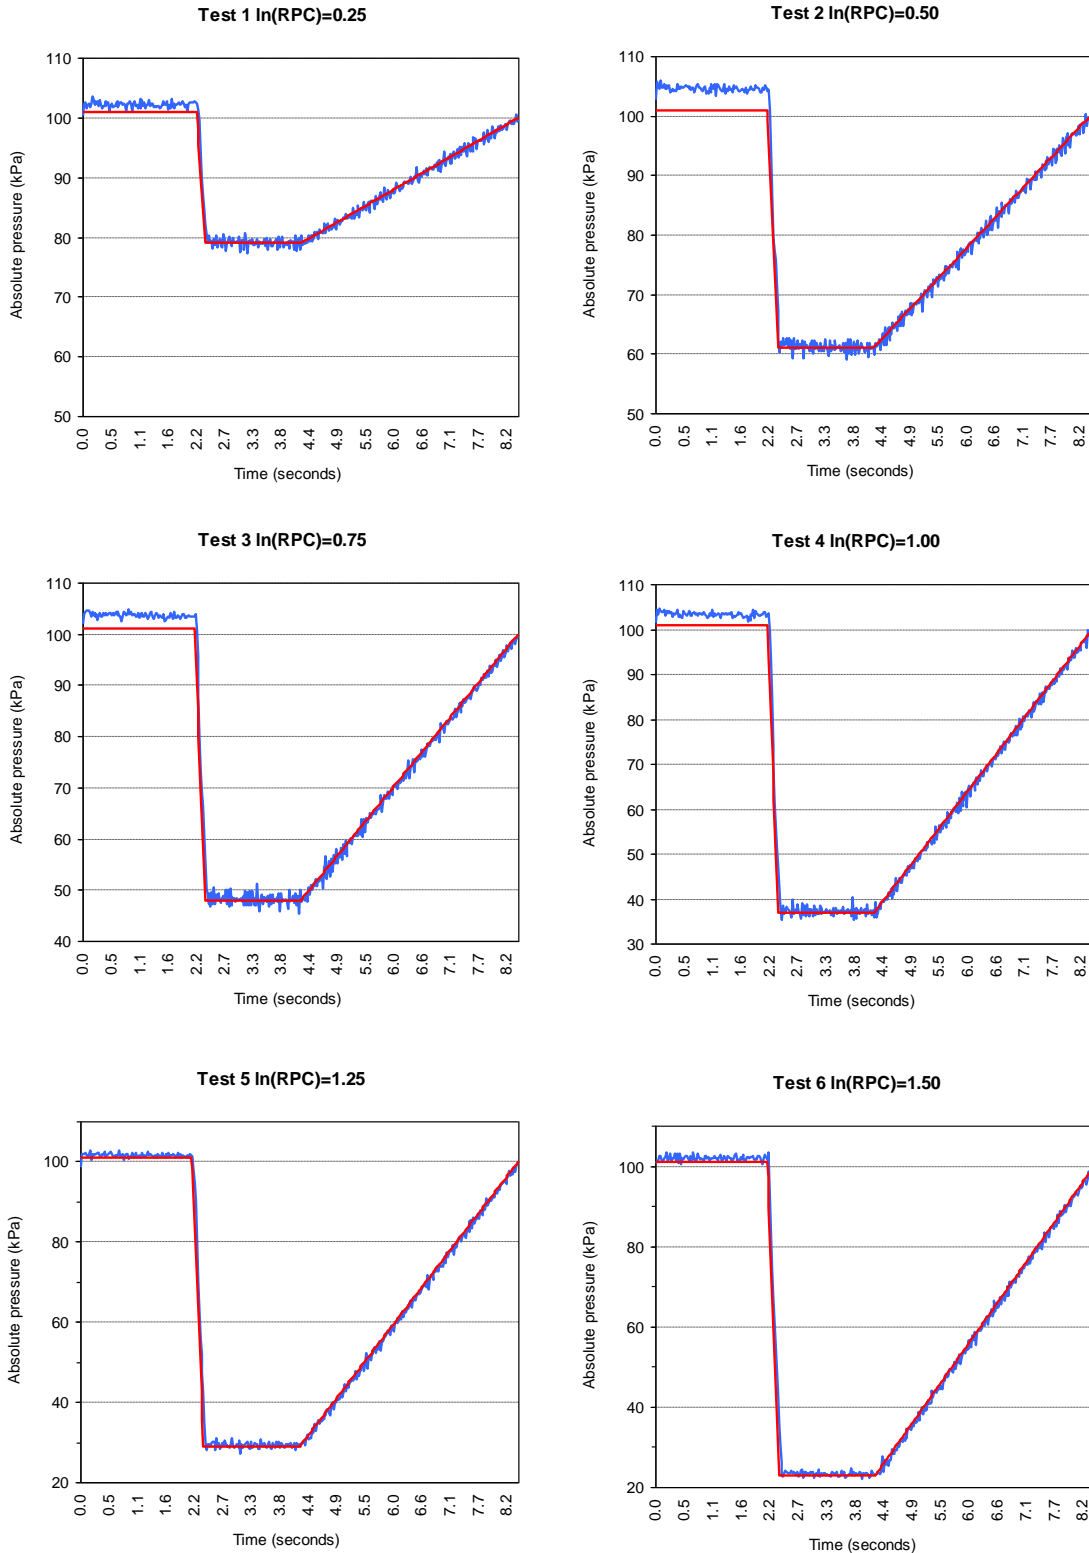 Test 1 ln(RPC)=0.25
110
100
90
80
70
60
50
Absolute pressure (kPa)
0.0 0.5 1.1 1.6 2.2 2.7 3.3 3.8 4.4 4.9 5.5 6.0 6.6 7.1 7.7 8.2
Time (seconds)
Test 2 ln(RPC)=0.50
110
100
90
80
70
60
50
Absolute pressure (kPa)
0.0 0.5 1.1 1.6 2.2 2.7 3.3 3.8 4.4 4.9 5.5 6.0 6.6 7.1 7.7 8.2
Time (seconds)
Test 3 ln(RPC)=0.75
110
100
90
80
70
60
50
40
Absolute pressure (kPa)
0.0 0.5 1.1 1.6 2.2 2.7 3.3 3.8 4.4 4.9 5.5 6.0 6.6 7.1 7.7 8.2
Time (seconds)
Test 4 ln(RPC)=1.00
110
100
90
80
70
60
50
40
30
Absolute pressure (kPa)
0.0 0.5 1.1 1.6 2.2 2.7 3.3 3.8 4.4 4.9 5.5 6.0 6.6 7.1 7.7 8.2
Time (seconds)
Test 5 ln(RPC)=1.25
100
80
60
40
20
Absolute pressure (kPa)
0.0 0.5 1.1 1.6 2.2 2.7 3.3 3.8 4.4 4.9 5.5 6.0 6.6 7.1 7.7 8.2
Time (seconds)
Test 6 ln(RPC)=1.50
100
80
60
40
20
Absolute pressure (kPa)
0.0 0.5 1.1 1.6 2.2 2.7 3.3 3.8 4.4 4.9 5.5 6.0 6.6 7.1 7.7 8.2
Time (seconds)